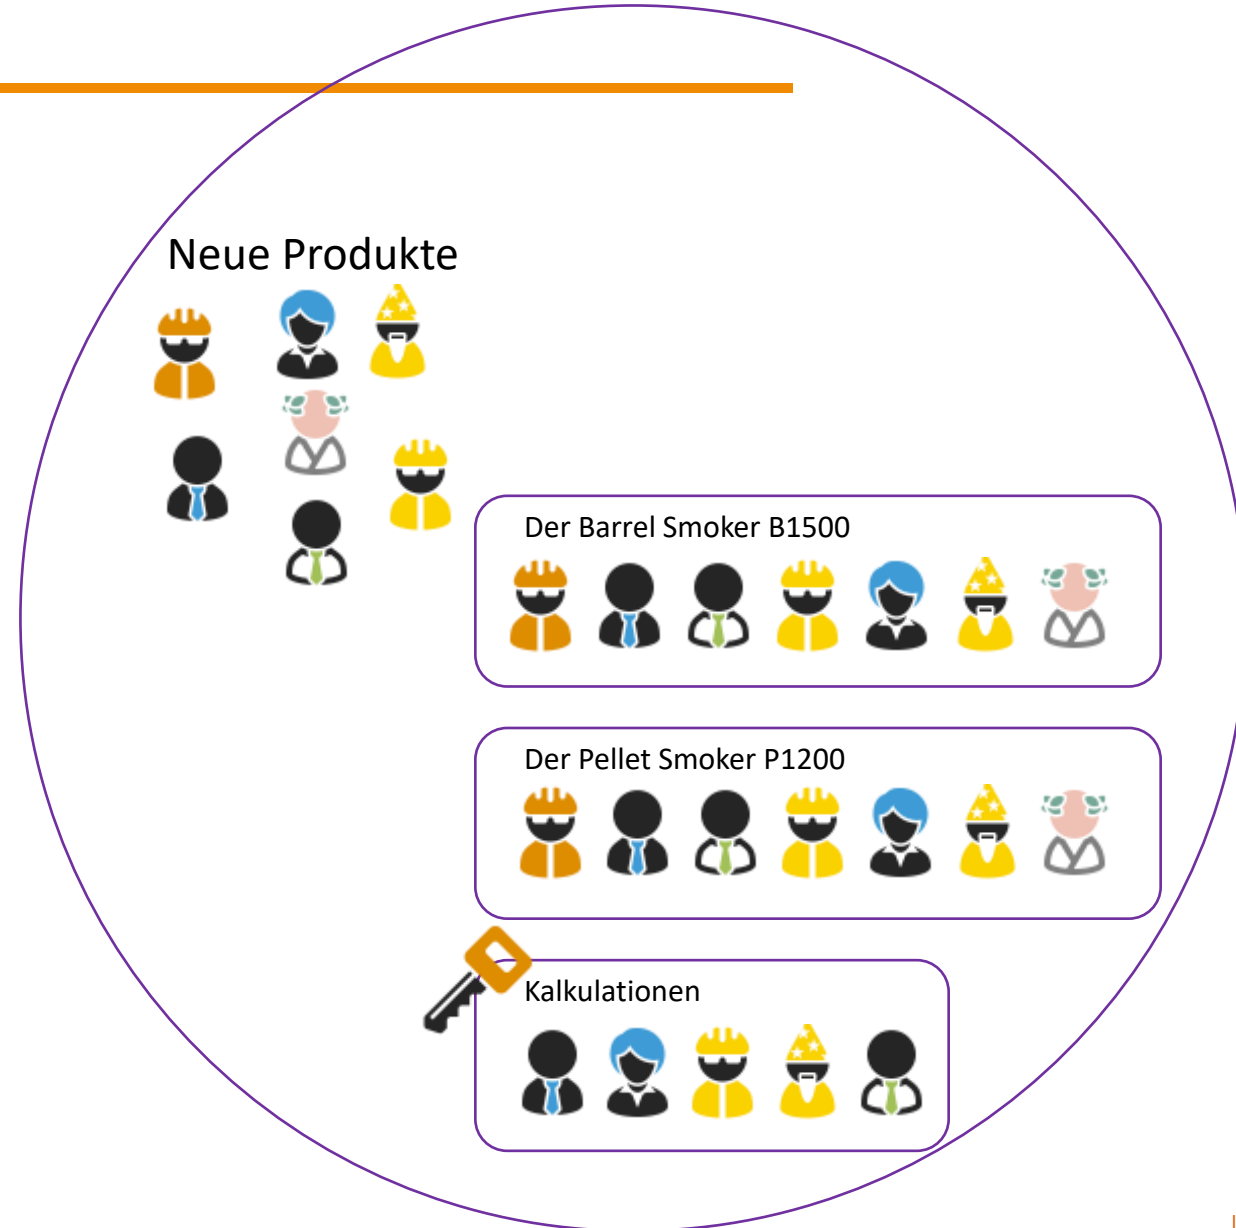 Neue Produkte
Der Barrel Smoker B1500
Der Pellet Smoker P1200
Kalkulationen